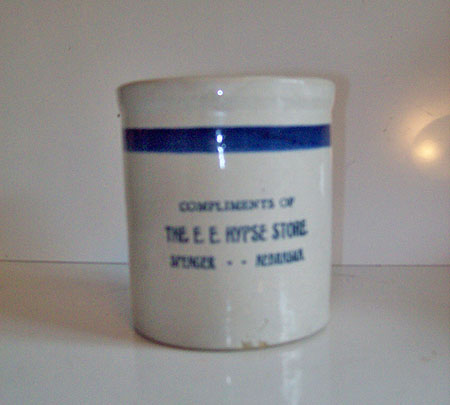 COMPLIMENTS OF
THE E. E. HYPSE STORE
SPENCER - - NEBRASKA